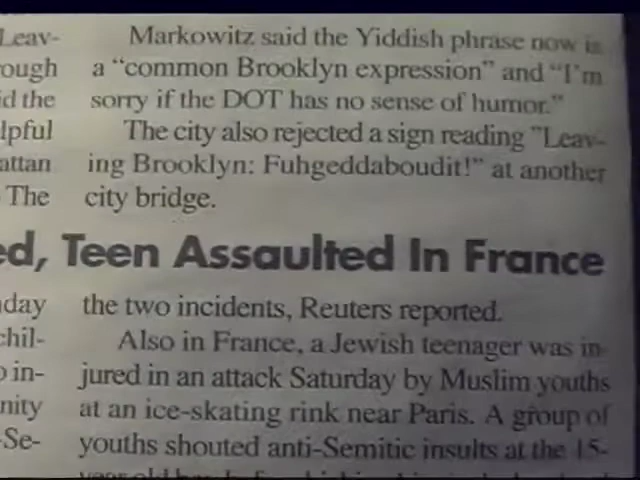 Leav-
ough
id the
lpful
attan
The
Markowitz said the Yiddish phrase now is
a “common Brooklyn expression” and “I'm
sorry if the DOT has no sense of humor.”
The city also rejected a sign reading "Leav-
ing Brooklyn: Fuhgeddaboudit!" at another
city bridge.
ed, Teen Assaulted In France
day
chil-
o in-
nity
-Se-
the two incidents, Reuters reported.
Also in France, a Jewish teenager was in-
jured in an attack Saturday by Muslim youths
at an ice-skating rink near Paris. A group of
youths shouted anti-Semitic insults at the 15-